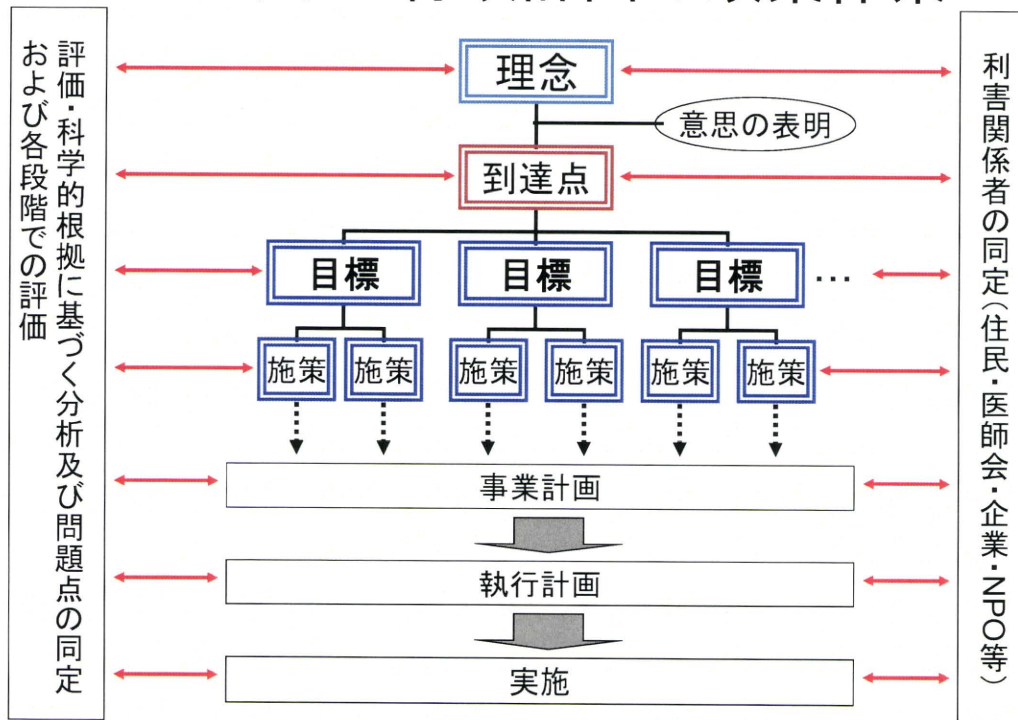 理念
意思の表明
到達点
目標
目標
目標
…
施策
施策
施策
施策
施策
施策
事業計画
執行計画
実施
評価・科学的根拠に基づく分析及び問題点の同定
および各段階での評価
利害関係者の同定(住民・医師会・企業・NPO等)